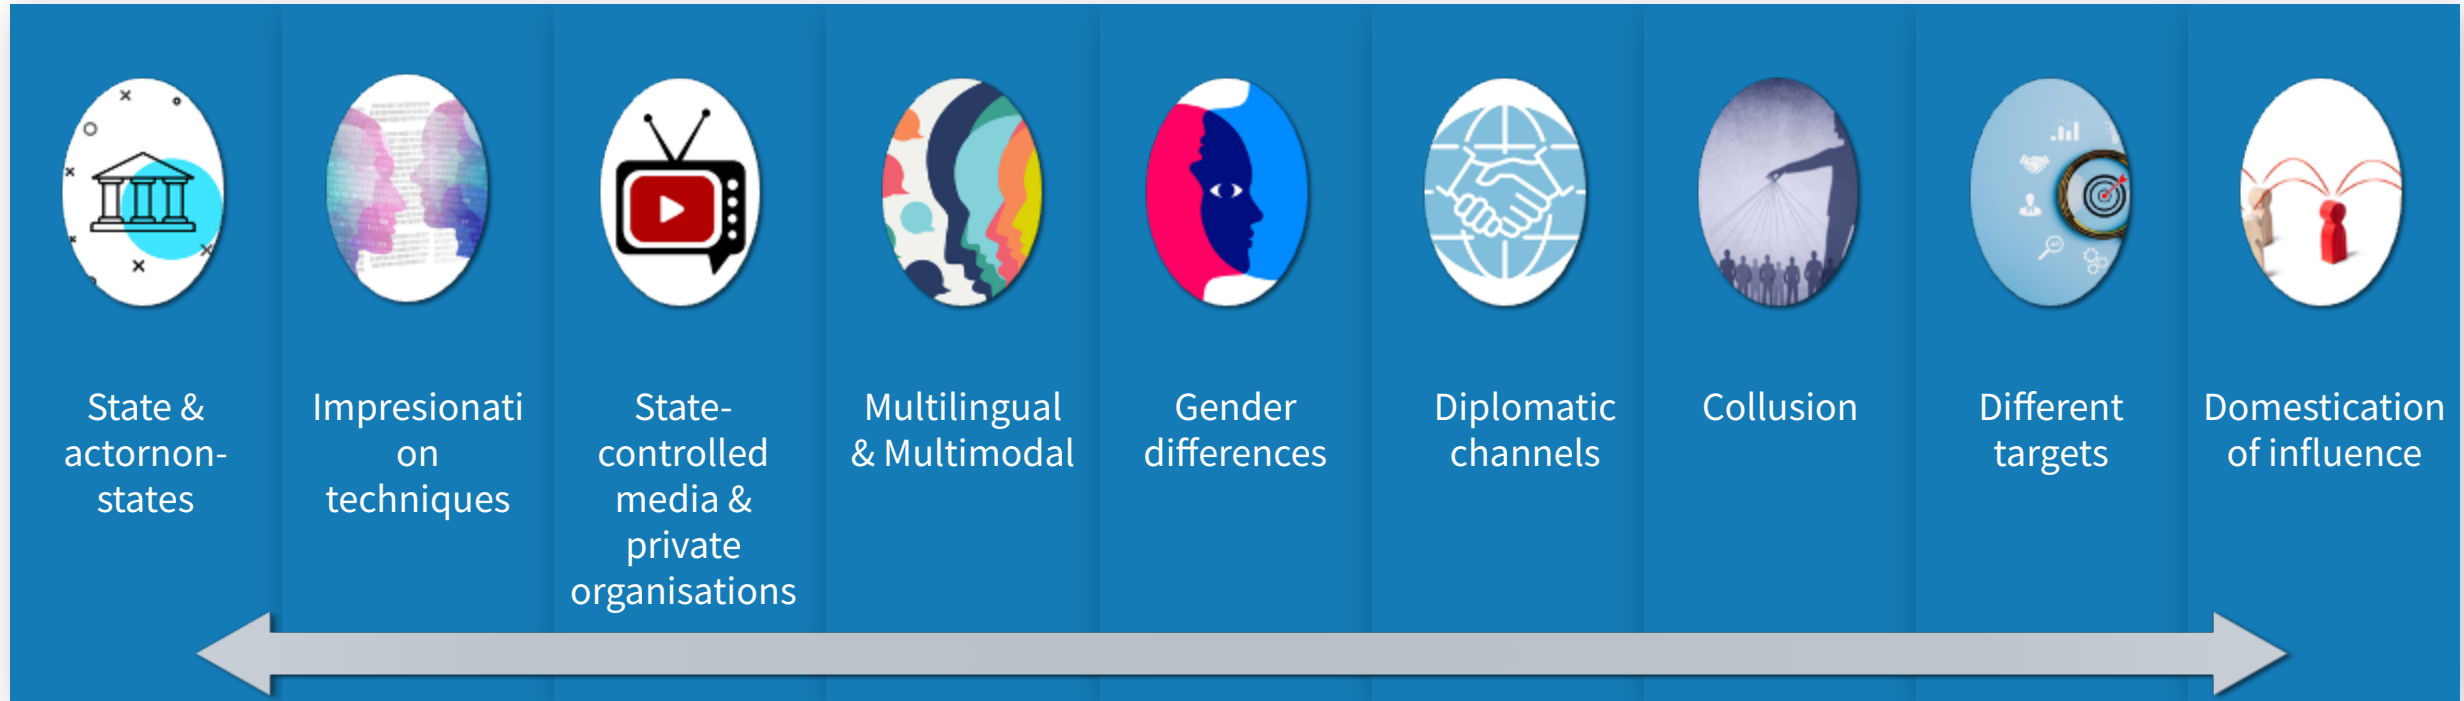 State &
actornon-
states
Impresionati
on
techniques
State-
controlled
media &
private
organisations
Multilingual
& Multimodal
Gender
differences
Diplomatic
channels
Collusion
Different
targets
Domestication
of influence